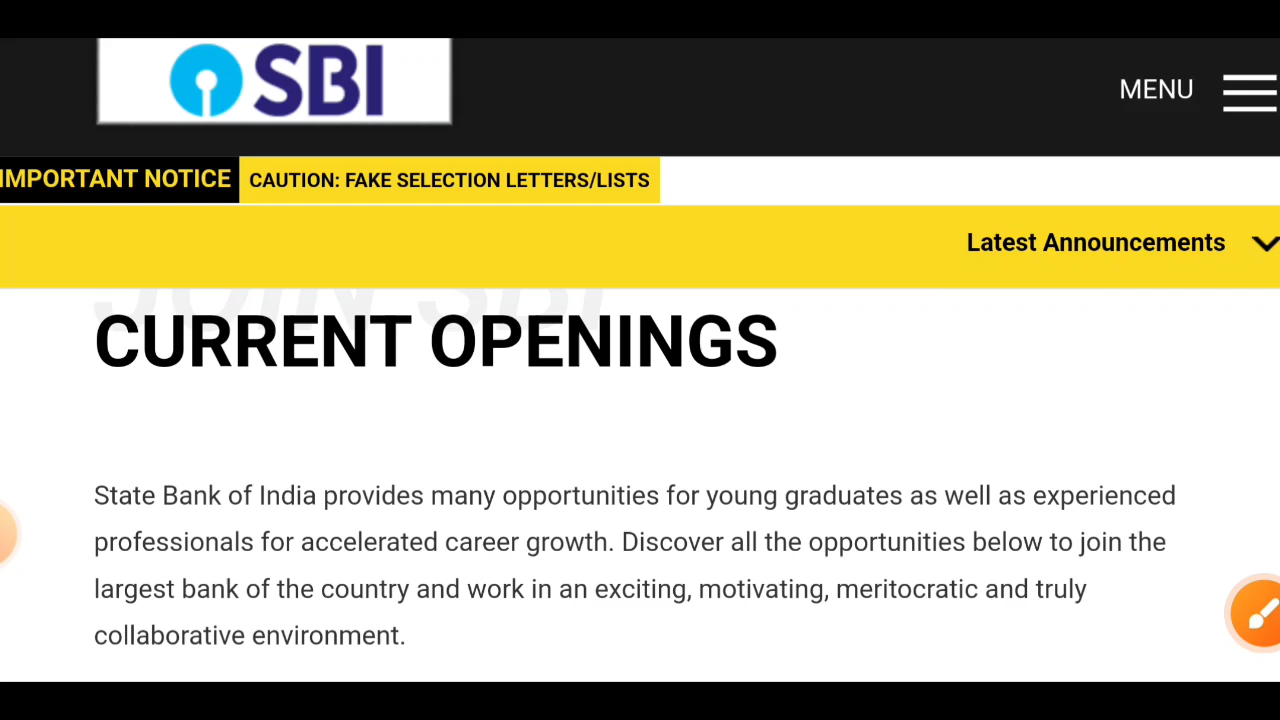 SBI
MENU
IMPORTANT NOTICE
CAUTION: FAKE SELECTION LETTERS/LISTS
Latest Announcements
JOIN SBI
CURRENT OPENINGS
State Bank of India provides many opportunities for young graduates as well as experienced
professionals for accelerated career growth. Discover all the opportunities below to join the
largest bank of the country and work in an exciting, motivating, meritocratic and truly
collaborative environment.